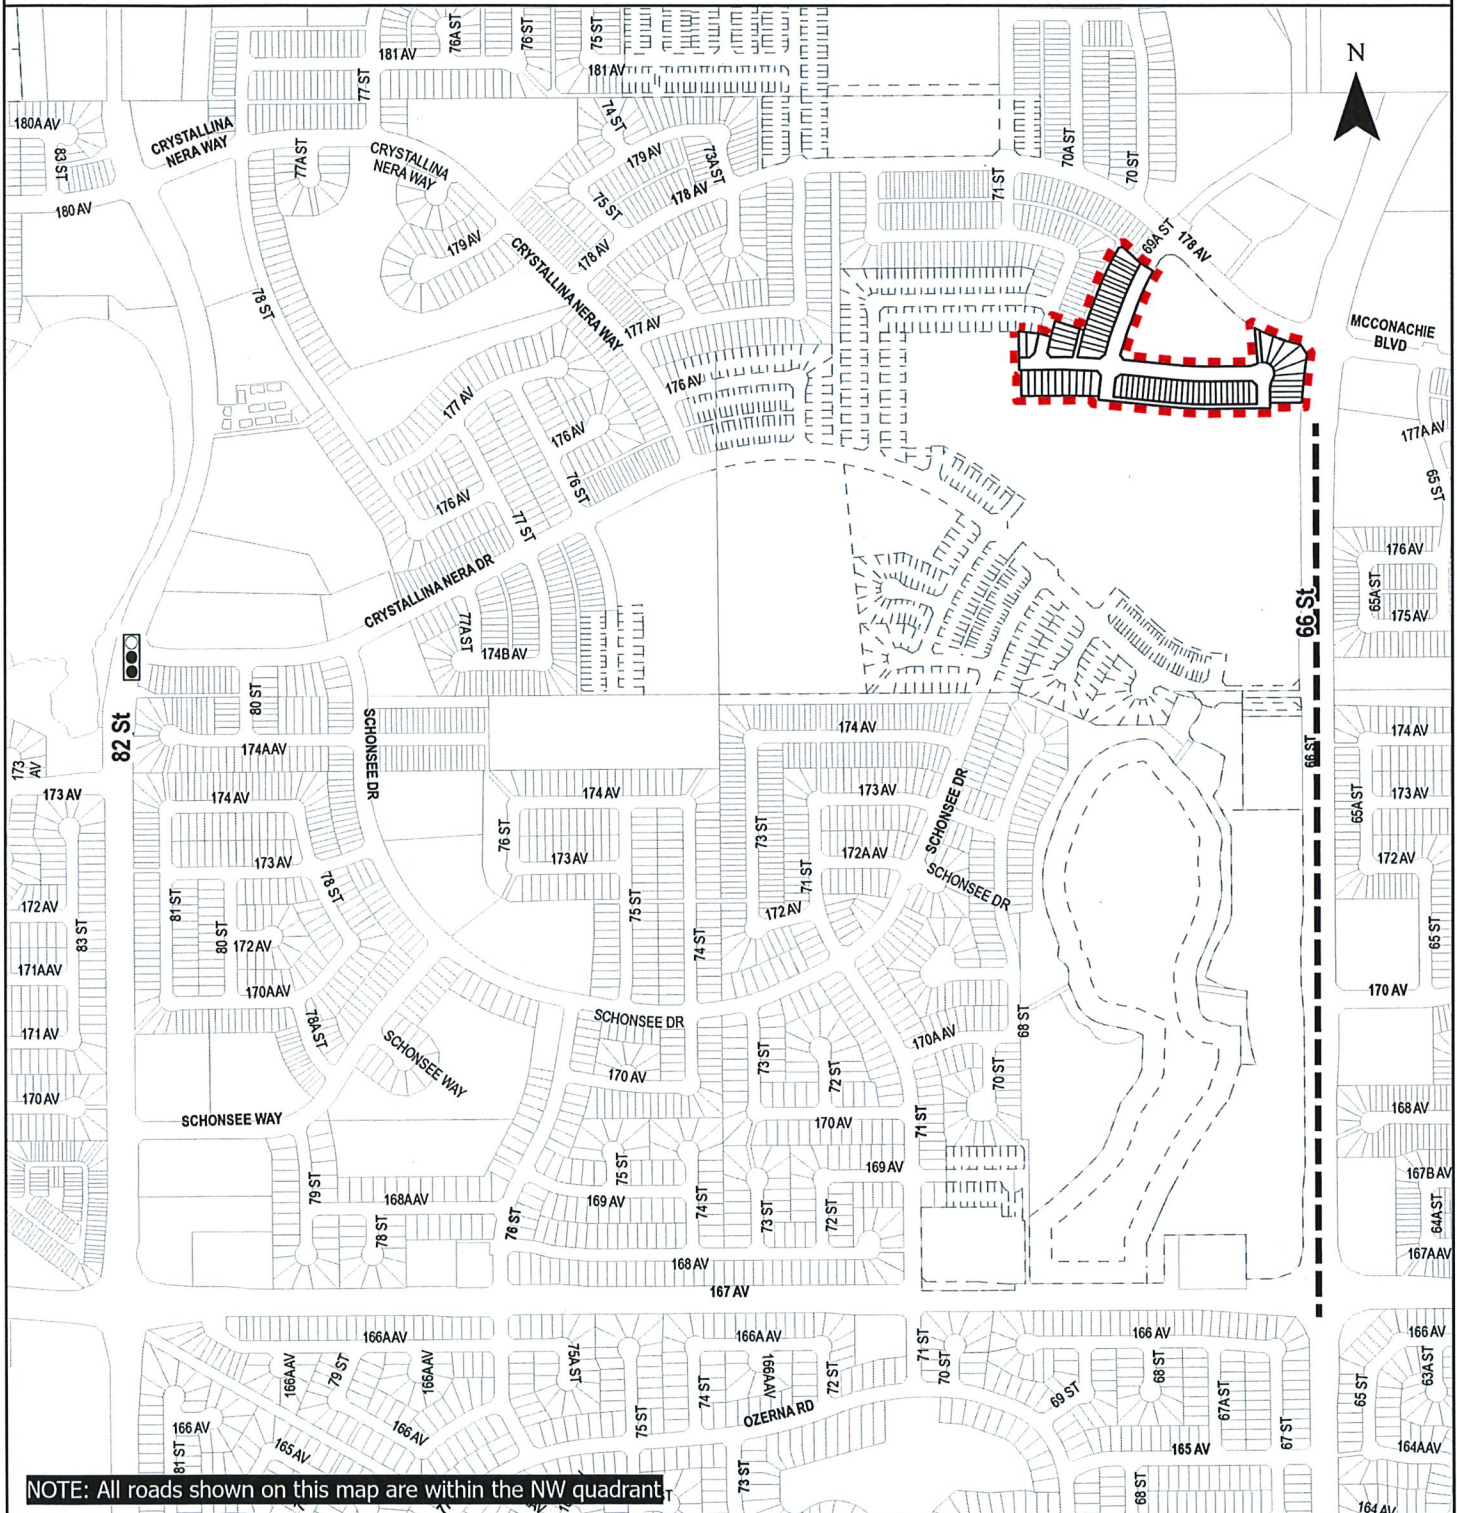 76A ST
76 ST
75 ST
181 AV
181 AV
77 ST
N
180A AV
83 ST
CRYSTALLINA
NERA WAY
77A ST
CRYSTALLINA
NERA WAY
74 ST
179 AV
73A ST
178 AV
75 ST
71 ST
70A ST
70 ST
180 AV
179 AV
178 AV
69A ST
178 AV
78 ST
CRYSTALLINA NERA WAY
177 AV
MCCONACHIE
BLVD
177 AV
176 AV
177A AV
176 AV
65 ST
76 ST
176 AV
77 ST
176 AV
65A ST
175 AV
CRYSTALLINA NERA DR
66 St
77A ST
174B AV
80 ST
82 St
SCHONSEE DR
174A AV
174 AV
174 AV
66 ST
173
AV
173 AV
174 AV
174 AV
173 AV
SCHONSEE DR
173 AV
65A ST
76 ST
73 ST
173 AV
173 AV
172A AV
172 AV
78 ST
71 ST
SCHONSEE DR
81 ST
172 AV
75 ST
172 AV
83 ST
80 ST
172 AV
74 ST
65 ST
171A AV
170A AV
170 AV
171 AV
78A ST
SCHONSEE WAY
SCHONSEE DR
170A AV
68 ST
73 ST
72 ST
70 ST
170 AV
170 AV
SCHONSEE WAY
170 AV
71 ST
168 AV
79 ST
75 ST
169 AV
167B AV
168A AV
169 AV
78 ST
76 ST
74 ST
73 ST
72 ST
64A ST
167A AV
168 AV
167 AV
166A AV
166A AV
71 ST
166 AV
166 AV
166A AV
79 ST
166A AV
75A ST
74 ST
166A AV
72 ST
70 ST
68 ST
63A ST
69 ST
67A ST
65 ST
OZERNA RD
166 AV
166 AV
75 ST
67 ST
81 ST
165 AV
165 AV
164A AV
73 ST
68 ST
NOTE: All roads shown on this map are within the NW quadrant
164 AV